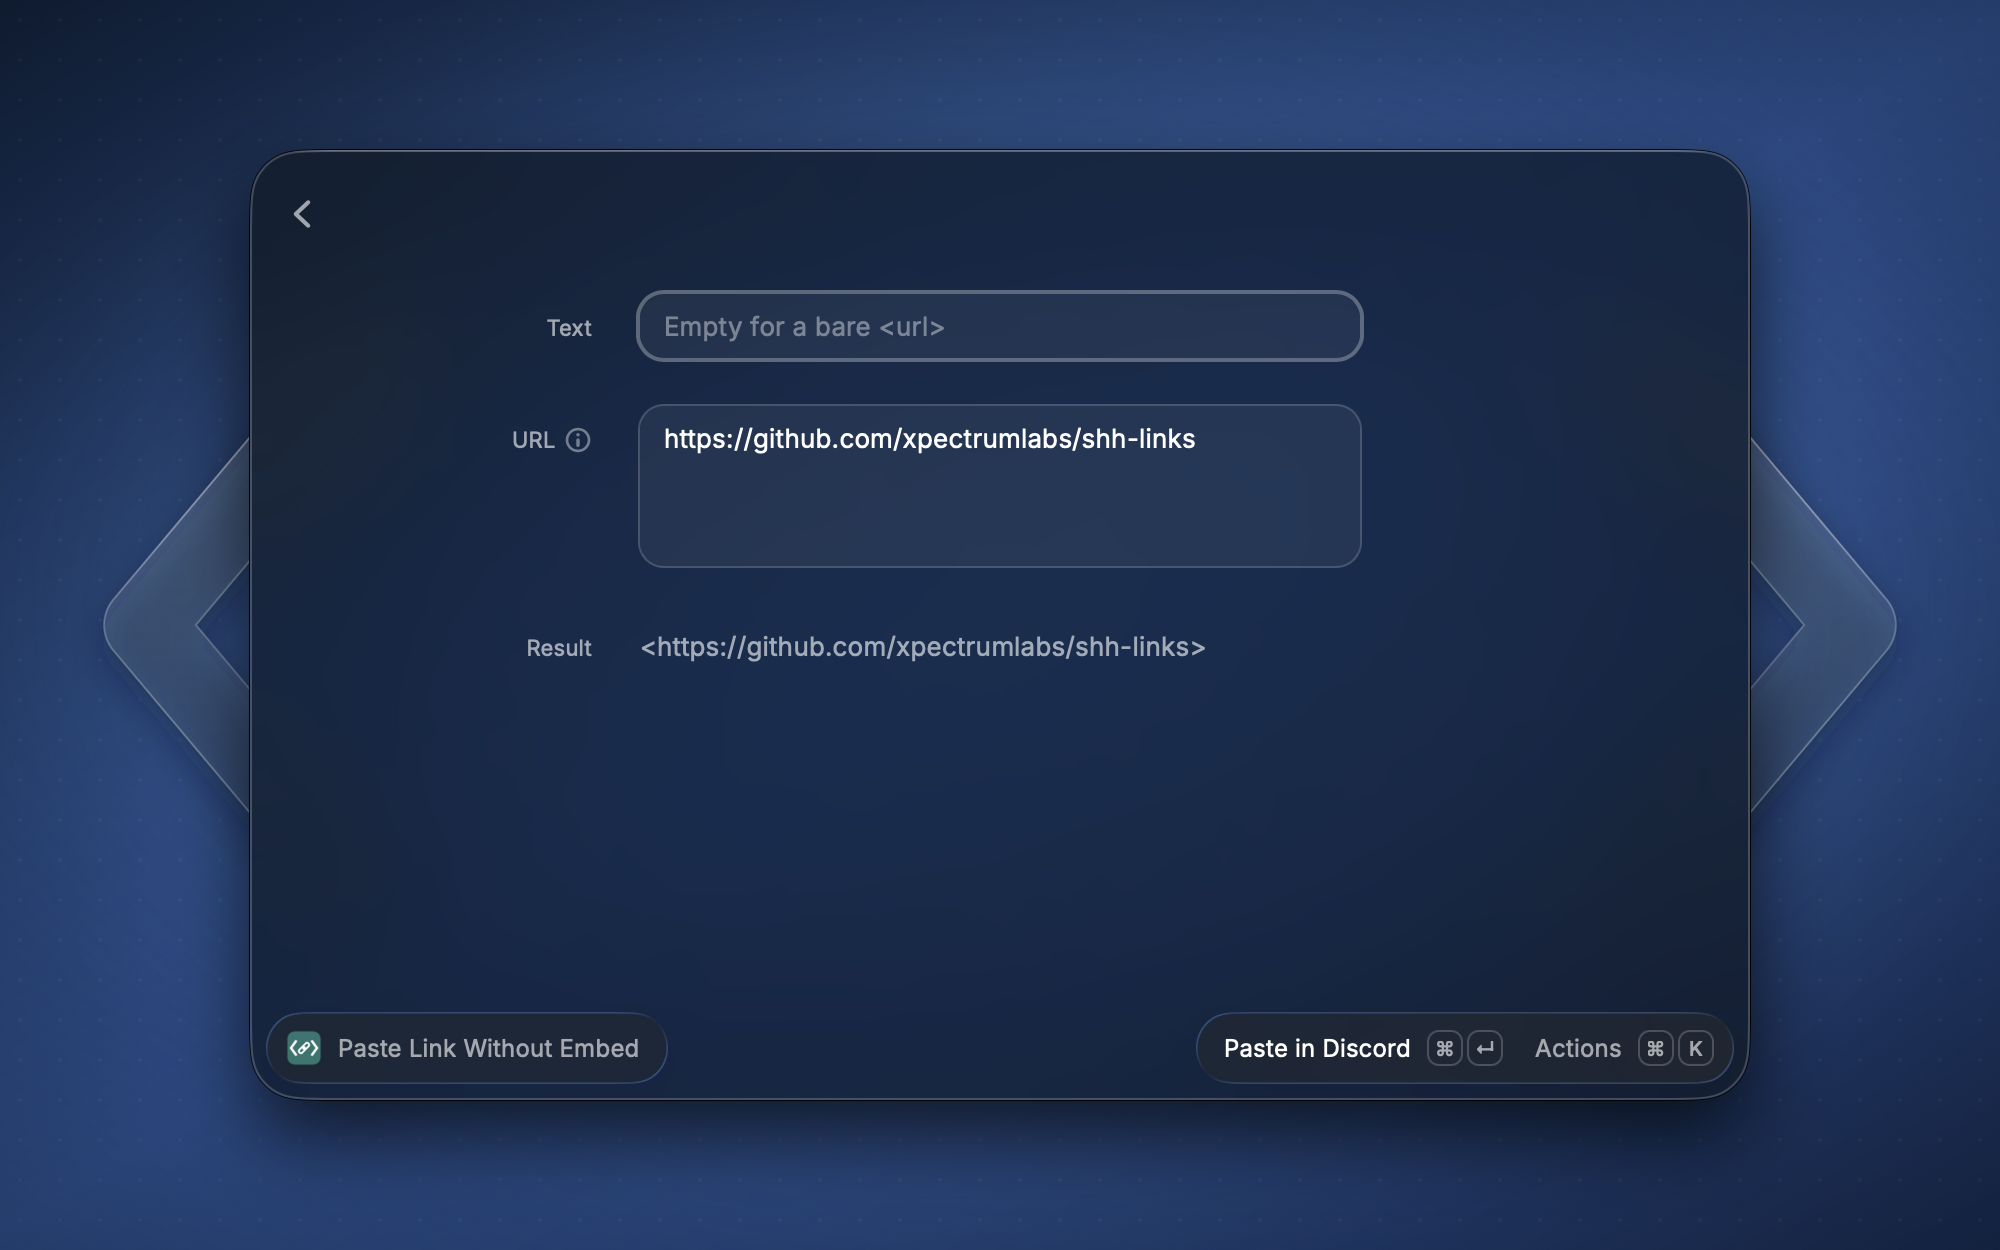 Text
Empty for a bare <url>
URL
https://github.com/xpectrumlabs/shh-links
Result
<https://github.com/xpectrumlabs/shh-links>
Paste Link Without Embed
Paste in Discord ⌘ ↵ Actions ⌘ K